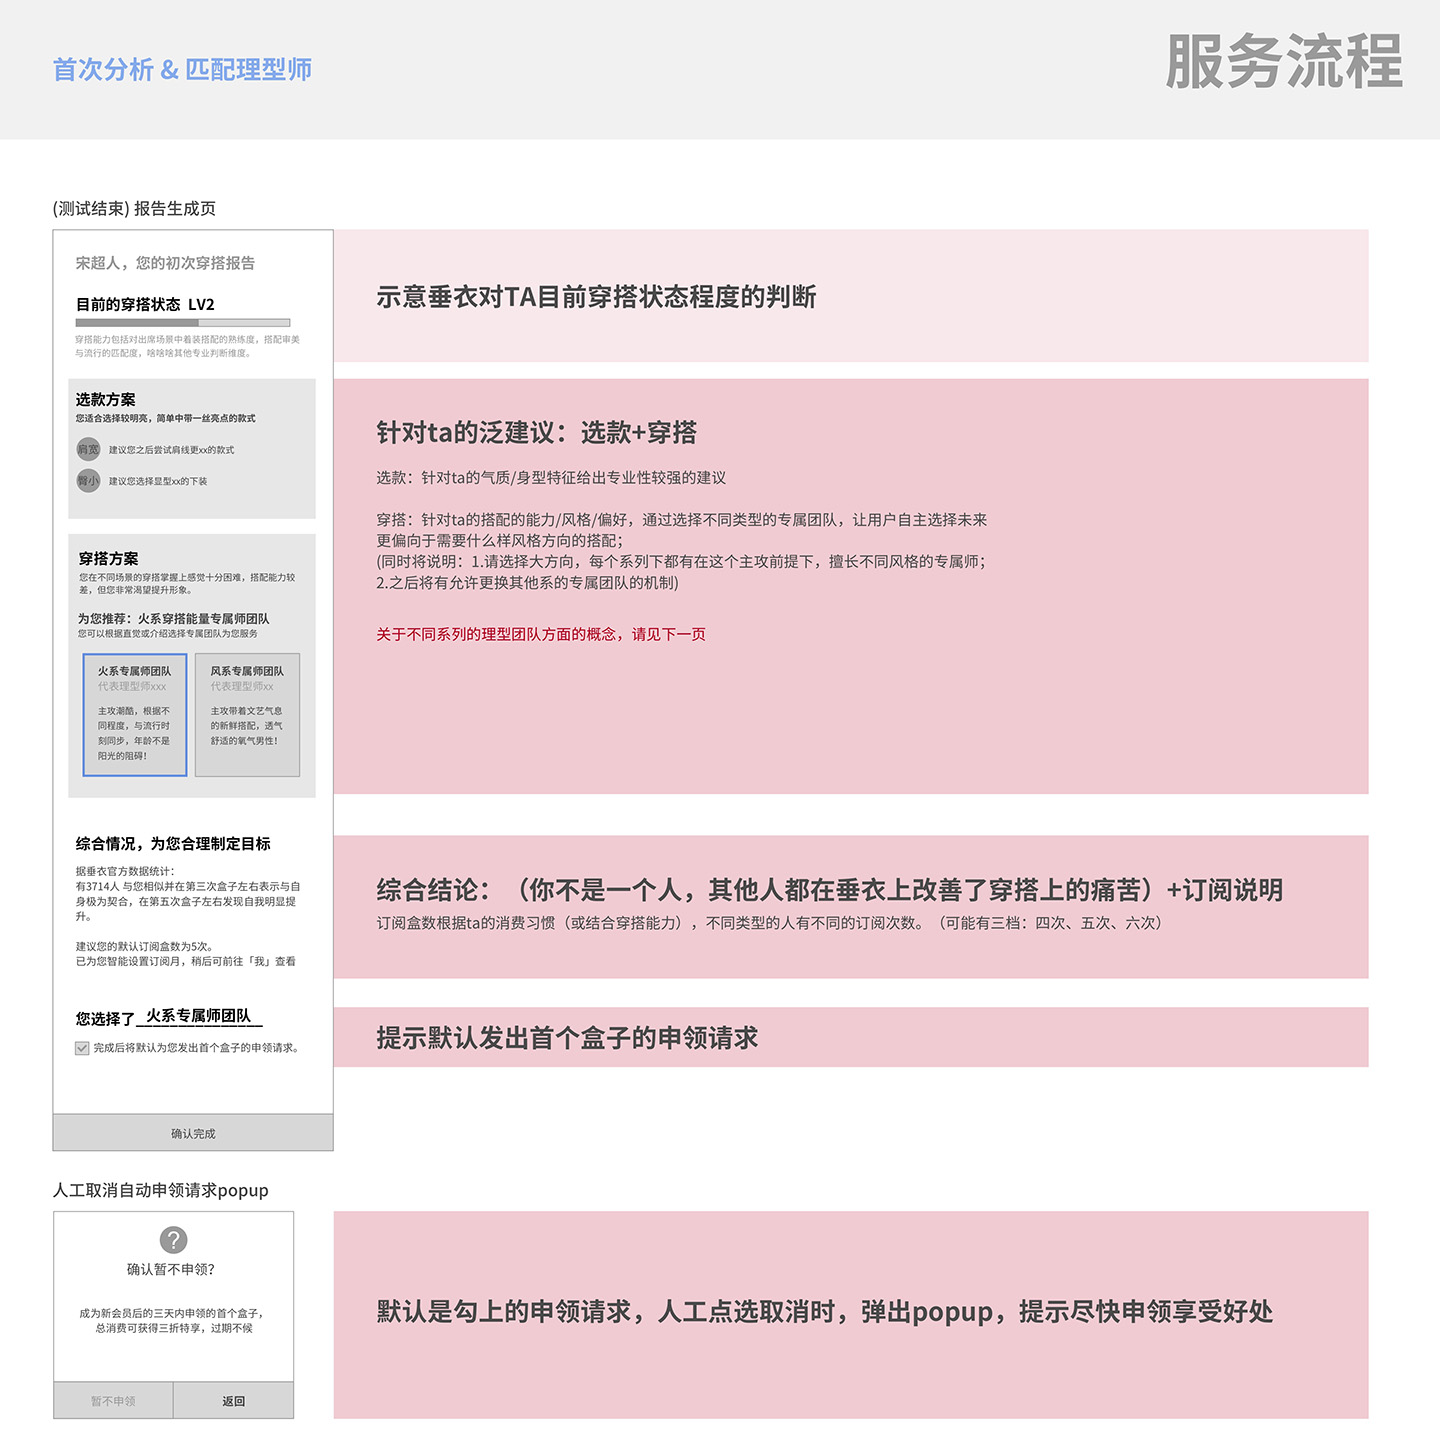 首次分析 & 匹配理型师
服务流程
(测试结束) 报告生成页
宋超人，您的初次穿搭报告
目前的穿搭状态 LV2
穿搭能力包括对出席场景中着装搭配的熟练度，搭配审美
与流行的匹配度，啥啥啥其他专业判断维度。
示意垂衣对TA目前穿搭状态程度的判断
选款方案
您适合选择较明亮，简单中带一丝亮点的款式
肩宽 建议您之后尝试肩线更xx的款式
臀小 建议您选择显型xx的下装
穿搭方案
您在不同场景的穿搭掌握上感觉十分困难，搭配能力较
差，但您非常渴望提升形象。
为您推荐：火系穿搭能量专属师团队
您可以根据直觉或介绍选择专属团队为您服务
火系专属师团队
代表理型师xxx
主攻潮酷，根据不
同程度，与流行时
刻同步，年龄不是
阳光的阻碍！
风系专属师团队
代表理型师xx
主攻带着文艺气息
的新鲜搭配，透气
舒适的氧气男性！
针对ta的泛建议：选款+穿搭
选款：针对ta的气质/身型特征给出专业性较强的建议
穿搭：针对ta的搭配的能力/风格/偏好，通过选择不同类型的专属团队，让用户自主选择未来
更偏向于需要什么样风格方向的搭配；
(同时将说明：1.请选择大方向，每个系列下都有在这个主攻前提下，擅长不同风格的专属师；
2.之后将有允许更换其他系的专属团队的机制)
关于不同系列的理型团队方面的概念，请见下一页
综合情况，为您合理制定目标
据垂衣官方数据统计：
有3714人 与您相似并在第三次盒子左右表示与自
身极为契合，在第五次盒子左右发现自我明显提
升。
建议您的默认订阅盒数为5次。
已为您智能设置订阅月，稍后可前往「我」查看
综合结论：（你不是一个人，其他人都在垂衣上改善了穿搭上的痛苦）+订阅说明
订阅盒数根据ta的消费习惯（或结合穿搭能力），不同类型的人有不同的订阅次数。（可能有三档：四次、五次、六次）
您选择了 火系专属师团队
完成后将默认为您发出首个盒子的申领请求。
提示默认发出首个盒子的申领请求
确认完成
人工取消自动申领请求popup
?
确认暂不申领？
成为新会员后的三天内申领的首个盒子，
总消费可获得三折特享，过期不候
暂不申领
返回
默认是勾上的申领请求，人工点选取消时，弹出popup，提示尽快申领享受好处